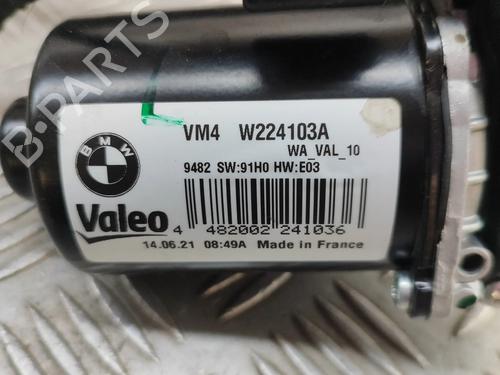 B-PARTS
VM4 W224103A
WA_VAL_10
BMW
9482 SW:91H0 HW:E03
Valeo
4 482002 241036
14.06.21 08:49A Made in France